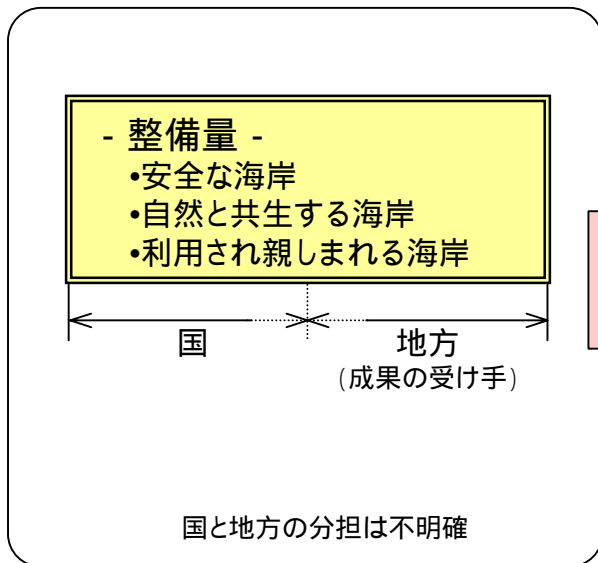 - 整備量 -
•安全な海岸
•自然と共生する海岸
•利用され親しまれる海岸
国
地方
(成果の受け手)
国と地方の分担は不明確